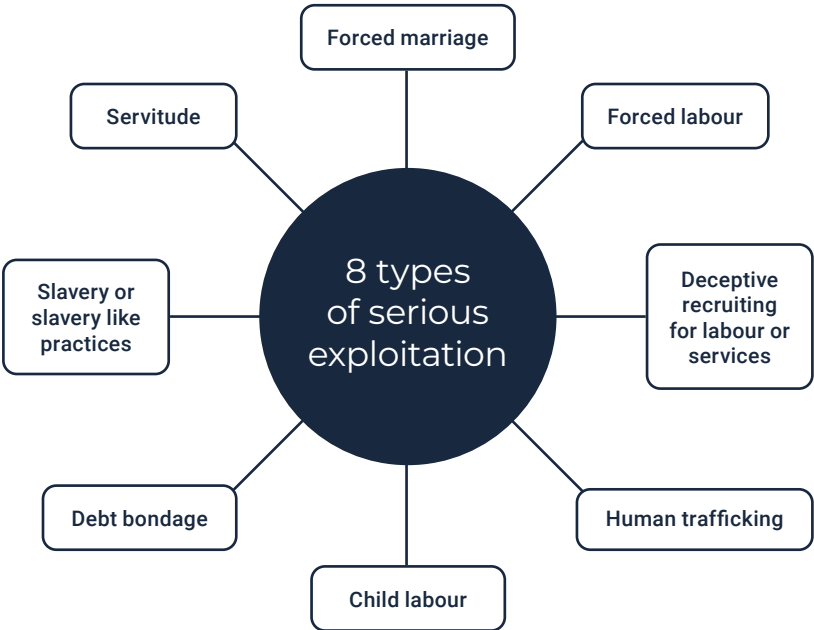 Forced marriage
Servitude
Forced labour
8 types
of serious
exploitation
Slavery or
slavery like
practices
Deceptive
recruiting
for labour or
services
Debt bondage
Human trafficking
Child labour